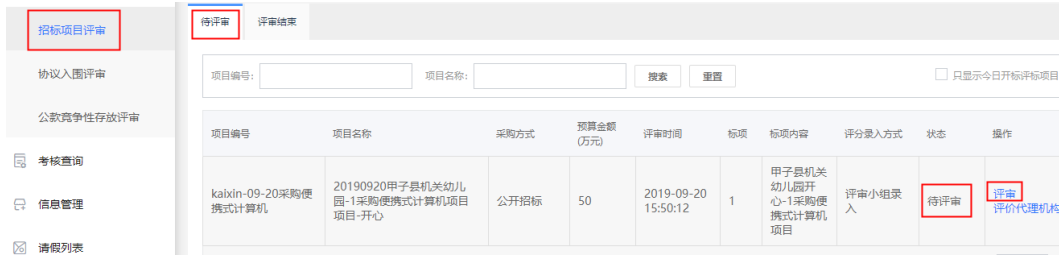 招标项目评审
协议入围评审
公款竞争性存放评审
考核查询
信息管理
请假列表
待评审 评审结束
项目编号： 项目名称： 搜索 重置 只显示今日开标评标项目
项目编号 项目名称 采购方式 预算金额(万元) 评审时间 标项 标项内容 评分录入方式 状态 操作
kaixin-09-20采购便
携式计算机
20190920甲子县机关幼儿
园-1采购便携式计算机项目
项目-开心
公开招标
50
2019-09-20
15:50:12
1
甲子县机关
幼儿园开
心-1采购便
携式计算机
项目
评审小组录
入
待评审
评审
评价代理机构